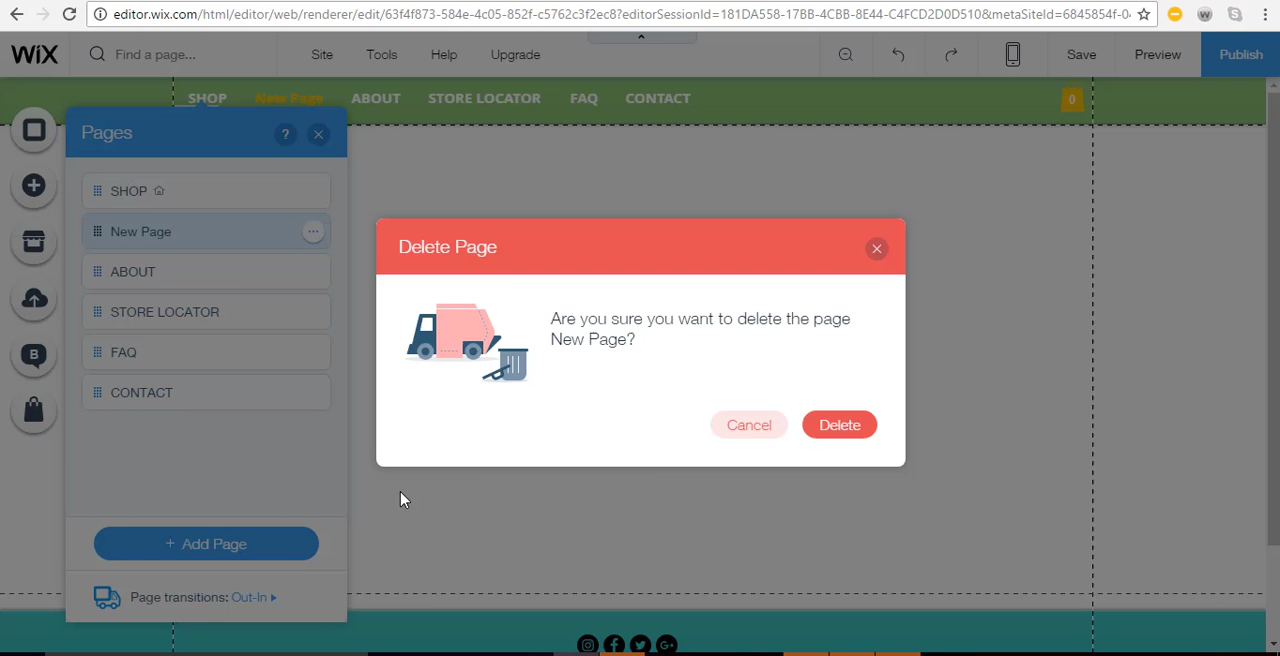 editor.wix.com/html/editor/web/renderer/edit/63f4f873-584e-4c05-852f-c5762c3f2ec8?editorSessionId=181DA558-17BB-4CBB-8E44-C4FCD2D0D510&metaSiteId=6845854f-0
WiX Find a page... Site Tools Help Upgrade Save Preview Publish
SHOP New Page ABOUT STORE LOCATOR FAQ CONTACT 0
Pages ?
SHOP
New Page
ABOUT
STORE LOCATOR
FAQ
CONTACT
+ Add Page
Page transitions: Out-In
Delete Page
Are you sure you want to delete the page
New Page?
Cancel Delete
B
G+